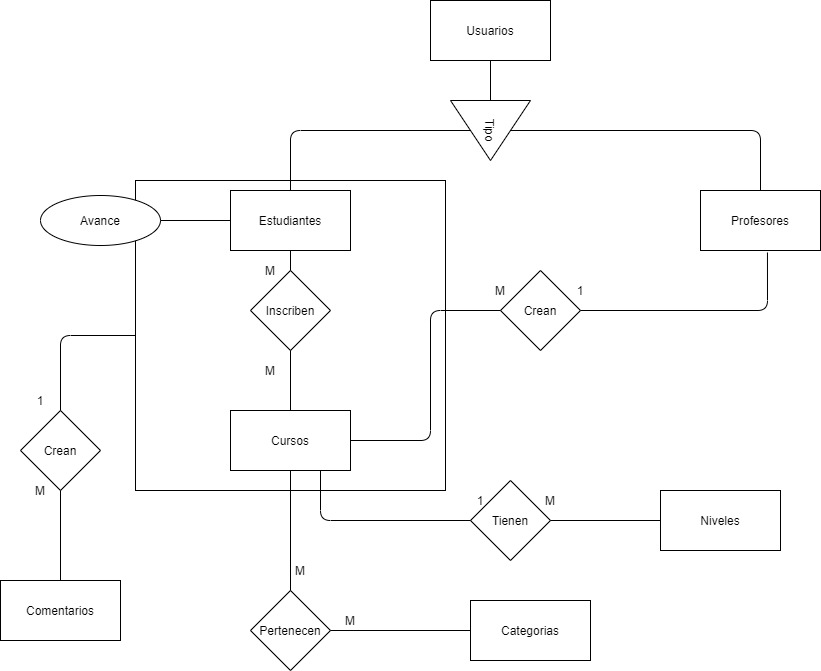 Usuarios
Tipo
Avance
Estudiantes
Profesores
M
Inscriben
M
Crean
1
M
1
Crean
M
Cursos
1
Tienen
M
Niveles
M
Pertenecen
M
Categorias
Comentarios